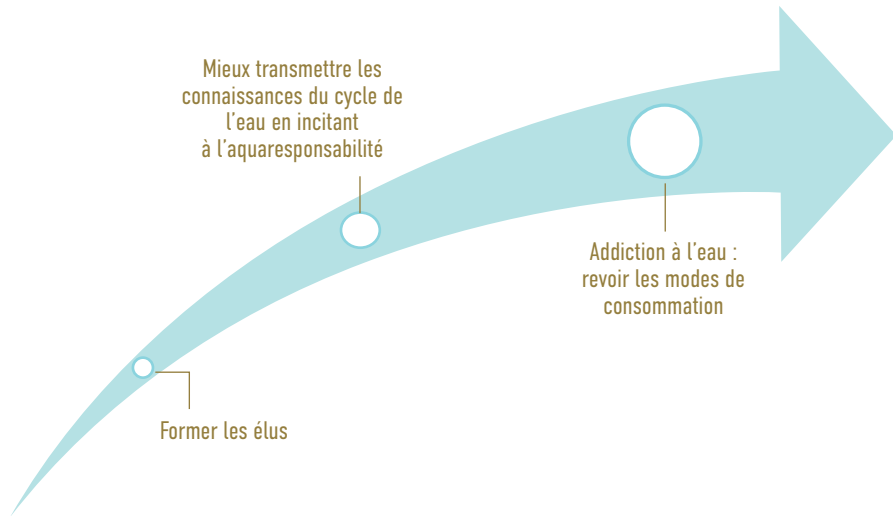 Mieux transmettre les
connaissances du cycle de
l’eau en incitant
à l’aquaresponsabilité
Addiction à l’eau :
revoir les modes de
consommation
Former les élus